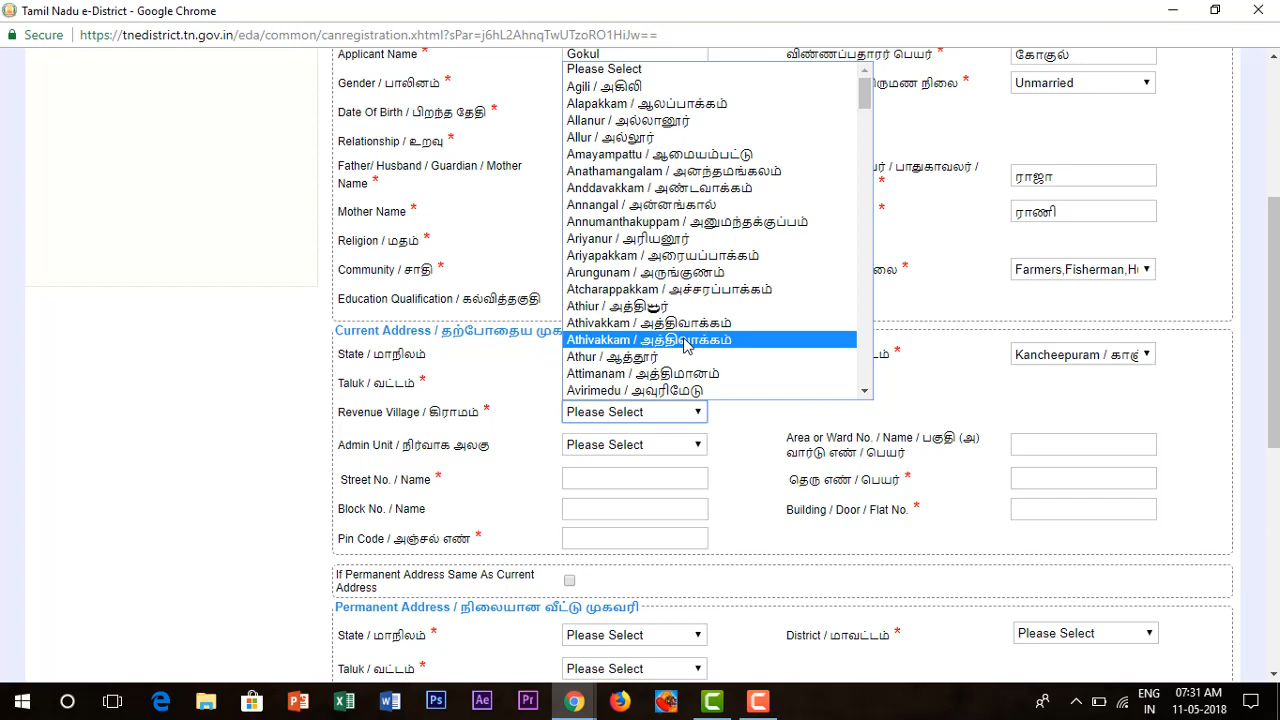 Tamil Nadu e-District - Google Chrome
Secure https://tnedistrict.tn.gov.in/eda/common/canregistration.xhtml?sPar=j6hL2AhnqTwUTzoRO1HiJw==
Applicant Name * Gokul விண்ணப்பதாரர் பெயர் * கோகுல்
Please Select
Gender / பாலினம் * Agili / அகிலி நிலை * Unmarried
Alapakkam / ஆலப்பாக்கம்
Date Of Birth / பிறந்த தேதி * Allanur / அல்லானூர்
Relationship / உறவு * Allur / அல்லூர்
Amayampattu / ஆமையம்பட்டு
Father/ Husband / Guardian / Mother Name * Anathamangalam / அனந்தமங்கலம் / பாதுகாவலர் / * ராஜா
Anddavakkam / அண்டவாக்கம்
Annangal / அன்னங்கால்
Mother Name * Annumanthakuppam / அனுமந்தக்குப்பம் * ராணி
Religion / மதம் * Ariyanur / அரியனூர்
Ariyapakkam / அரையப்பாக்கம்
Community / சாதி * Arungunam / அருங்குணம் * Farmers,Fisherman,H
Atcharappakkam / அச்சரப்பாக்கம்
Education Qualification / கல்வித்தகுதி Athiur /
Athivakkam / அத்திவாக்கம்
Current Address / தற்போதைய Athivakkam / அத்திவாக்கம்
State / மாநிலம் Athur / ஆத்தூர் * Kancheepuram /
Attimanam / அத்திமானம்
Taluk / வட்டம் * Avirimedu / அவுரிமேடு
Revenue Village / கிராமம் * Please Select
Admin Unit / நிர்வாக அலகு Please Select Area or Ward No. / Name / பகுதி (அ)
வார்டு எண் / பெயர்
Street No. / Name * தெரு எண் / பெயர் *
Block No. / Name Building / Door / Flat No. *
Pin Code / அஞ்சல் எண் *
If Permanent Address Same As Current
Address
Permanent Address / நிலையான வீட்டு முகவரி
State / மாநிலம் * Please Select District / மாவட்டம் * Please Select
Taluk / வட்டம் * Please Select
ENG 07:31 AM
IN 11-05-2018